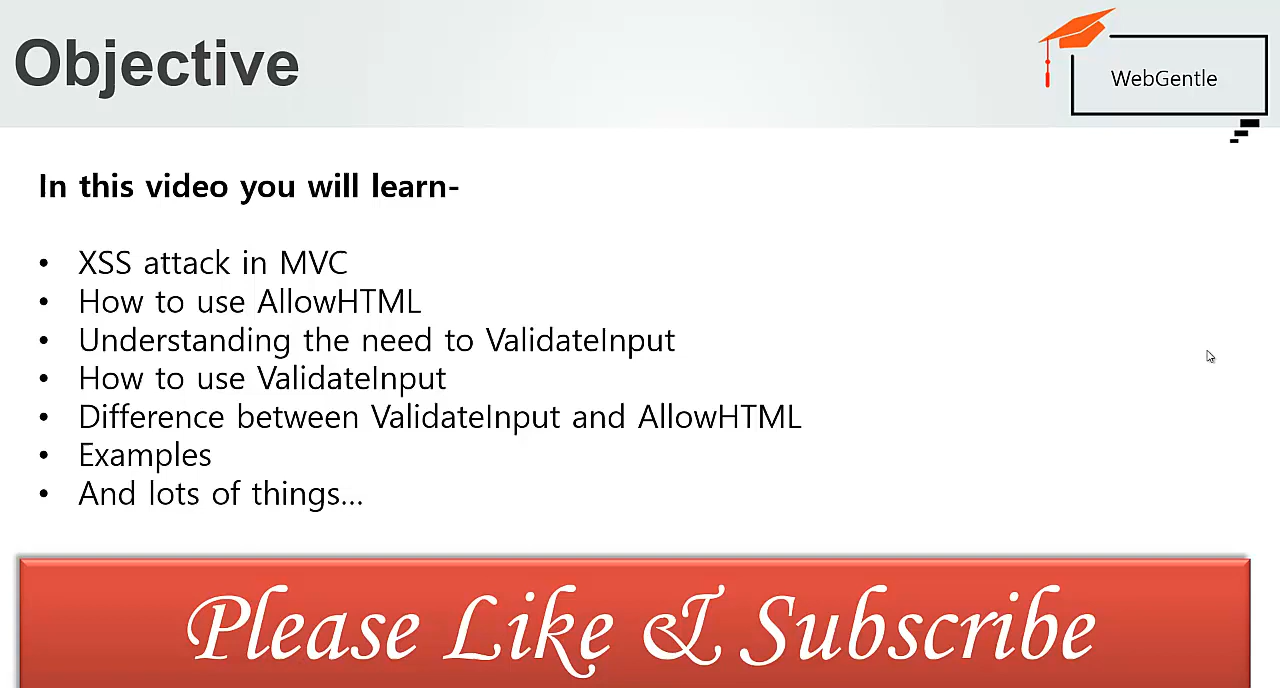 Objective
WebGentle
In this video you will learn-
• XSS attack in MVC
• How to use AllowHTML
• Understanding the need to ValidateInput
• How to use ValidateInput
• Difference between ValidateInput and AllowHTML
• Examples
• And lots of things...
Please Like & Subscribe